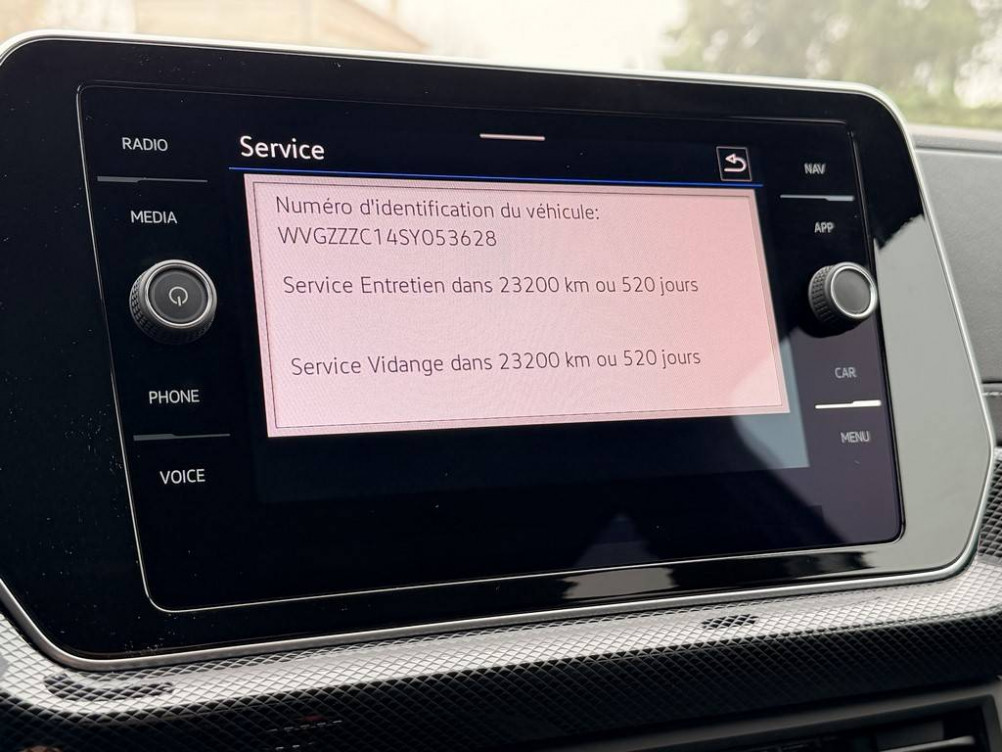 RADIO
MEDIA
PHONE
VOICE
Service
Numéro d'identification du véhicule:
WVGZZZC14SY053628
Service Entretien dans 23200 km ou 520 jours
Service Vidange dans 23200 km ou 520 jours
NAV
APP
CAR
MENU